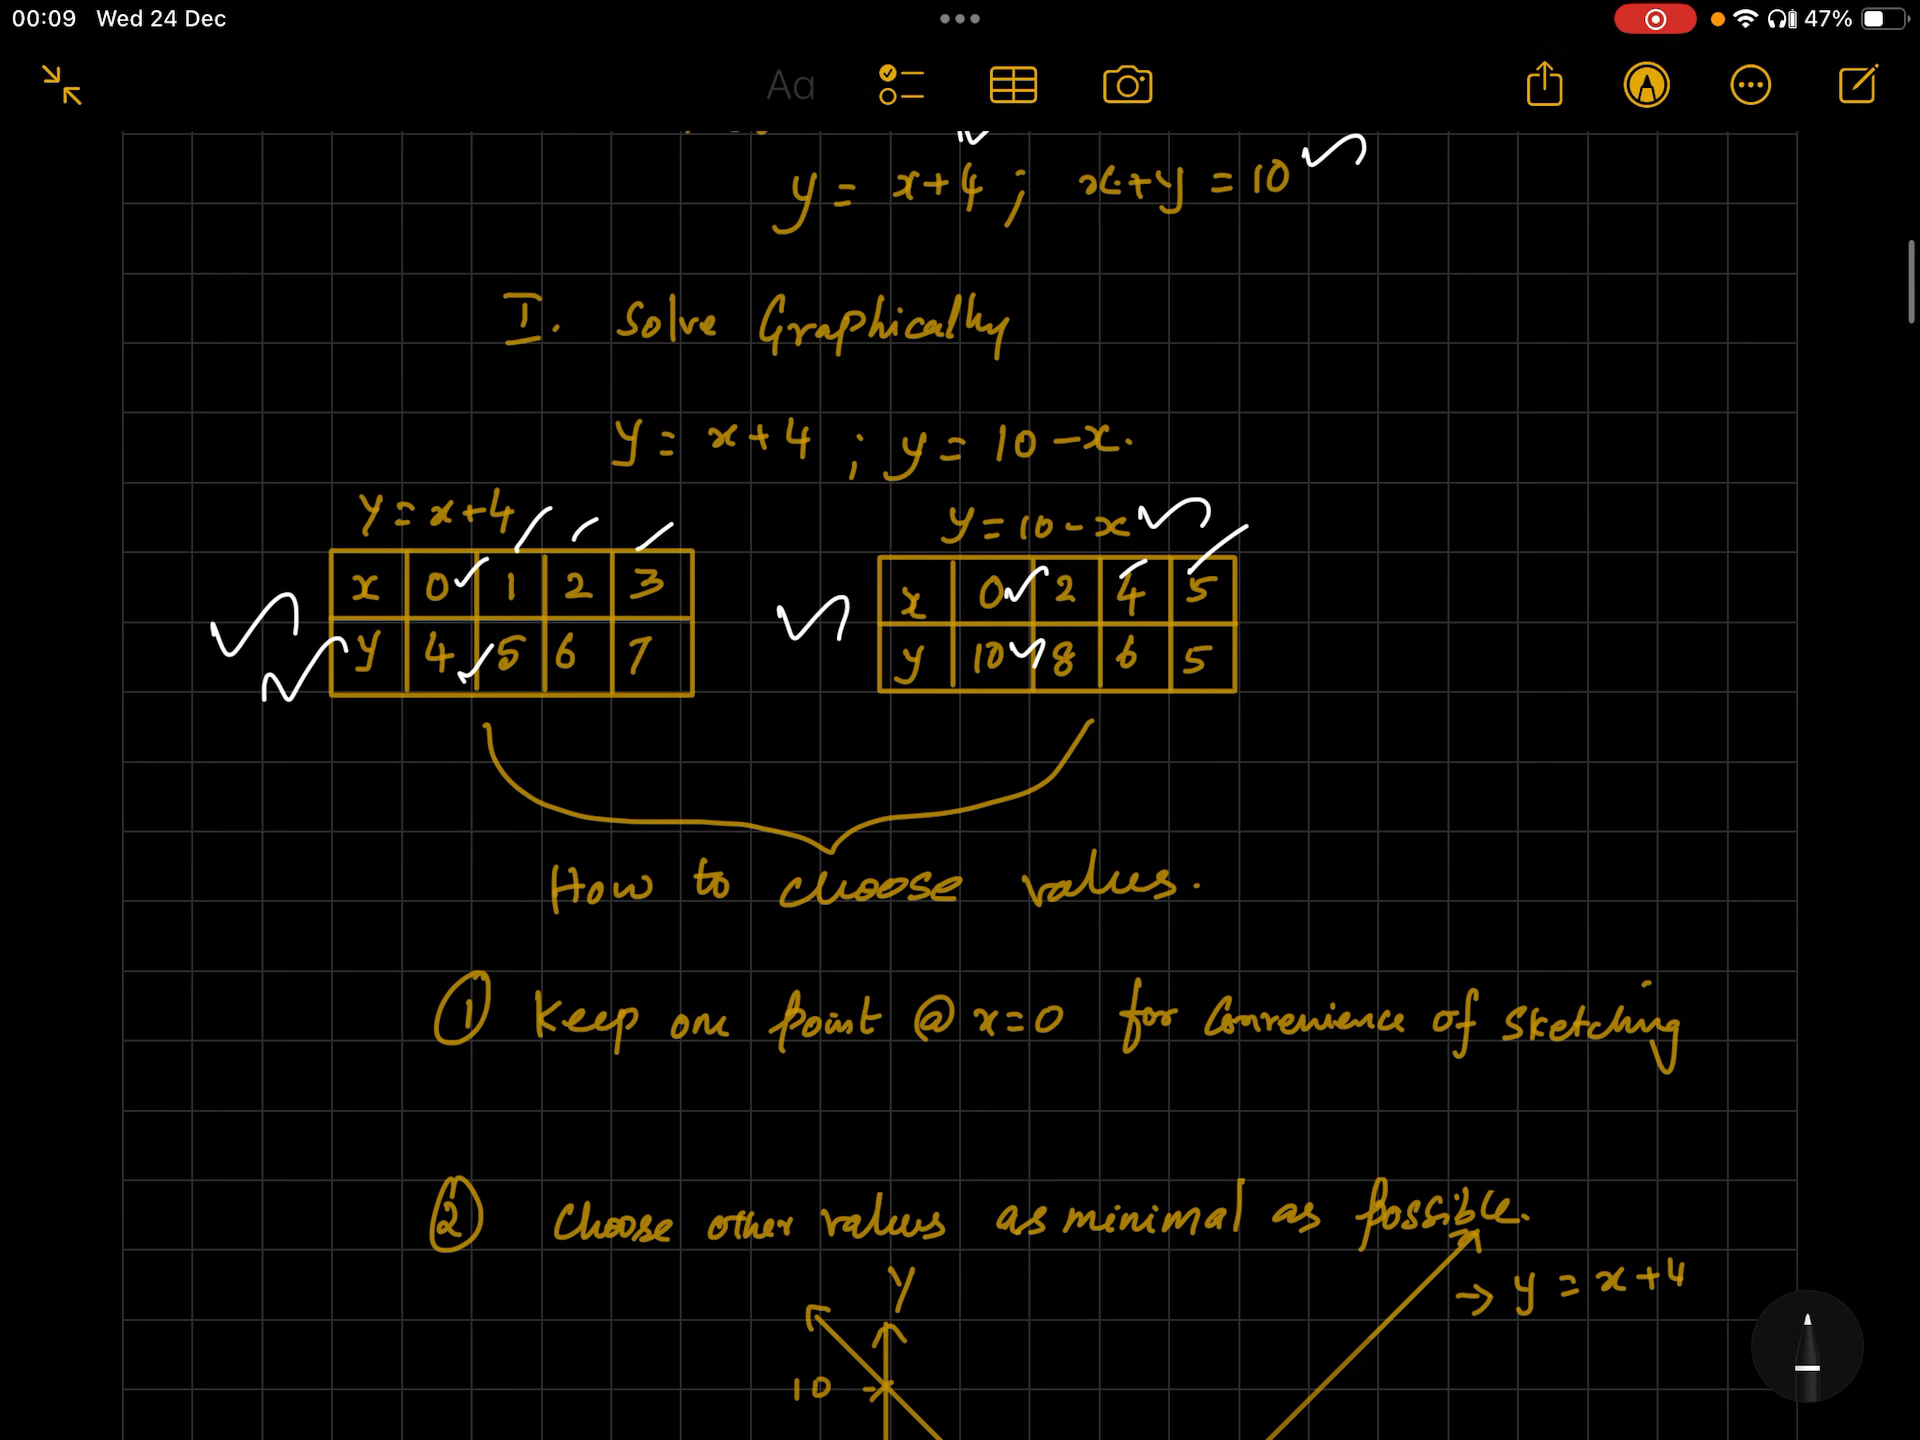 00:09 Wed 24 Dec
47%
Aa
y = x+4 ; x+y = 10
I. Solve Graphically
y = x+4 ; y = 10-x.
y = x+4
y = 10-x
x 0 1 2 3
y 4 5 6 7
x 0 2 4 5
y 10 8 6 5
How to choose values.
① Keep one point @ x=0 for convenience of sketching
② Choose other values as minimal as possible.
Y
→ y = x+4
10